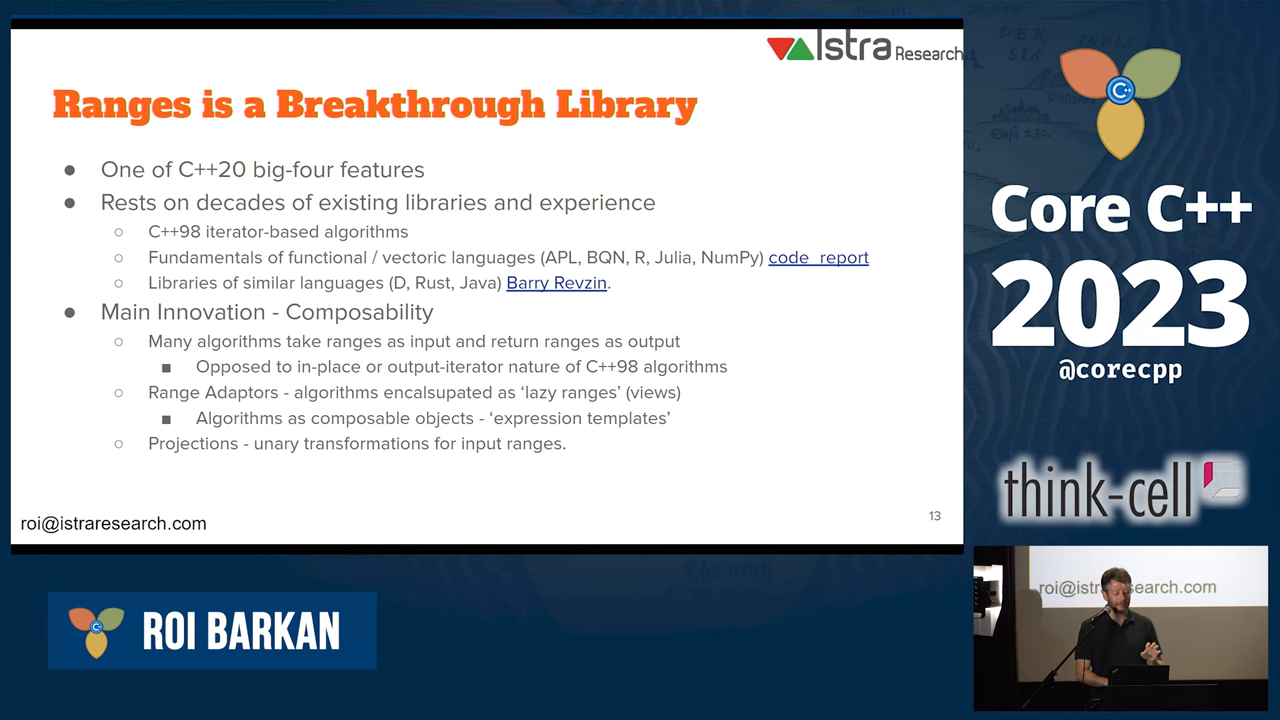 Istra Research
Ranges is a Breakthrough Library
● One of C++20 big-four features
● Rests on decades of existing libraries and experience
○ C++98 iterator-based algorithms
○ Fundamentals of functional / vectoric languages (APL, BQN, R, Julia, NumPy) code_report
○ Libraries of similar languages (D, Rust, Java) Barry Revzin.
● Main Innovation - Composability
○ Many algorithms take ranges as input and return ranges as output
■ Opposed to in-place or output-iterator nature of C++98 algorithms
○ Range Adaptors - algorithms encalsupated as ‘lazy ranges’ (views)
■ Algorithms as composable objects - ‘expression templates’
○ Projections - unary transformations for input ranges.
roi@istraresearch.com
13
C++
ROI BARKAN
C++
Core C++
2023
@corecpp
think-cell